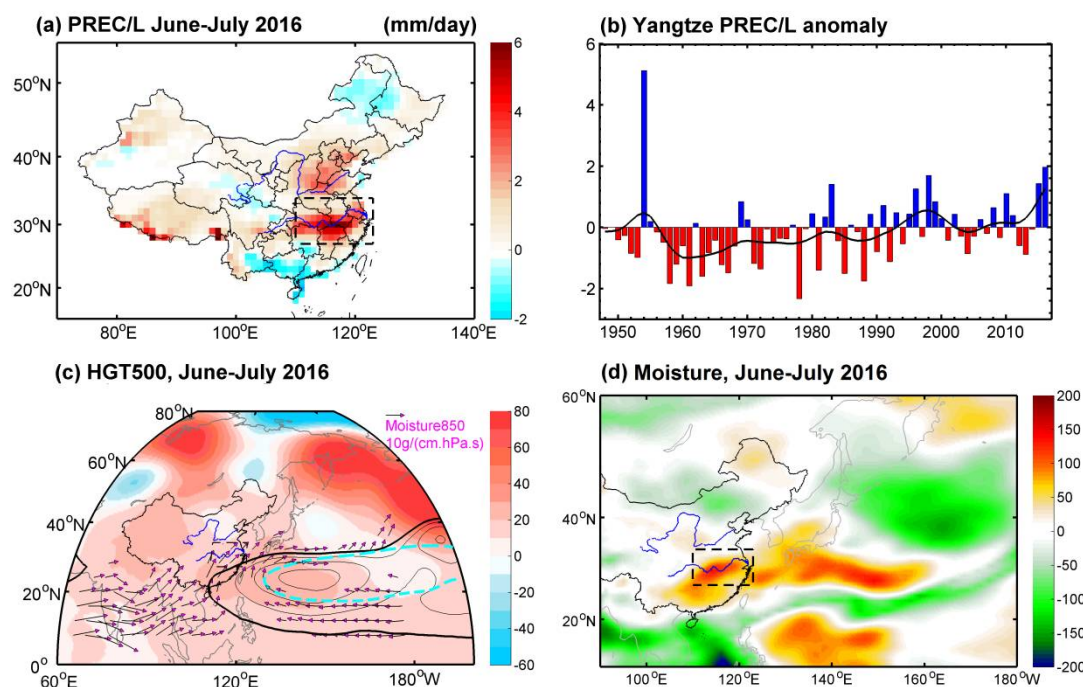 (a) PREC/L June-July 2016 (mm/day)
50°N
40°N
30°N
20°N
80°E 100°E 120°E 140°E
6
4
2
0
-2
(b) Yangtze PREC/L anomaly
6
4
2
0
-2
1950 1960 1970 1980 1990 2000 2010
(c) HGT500, June-July 2016
80°N
60°N
40°N
20°N
0°
60°E 120°E 180°W
Moisture850
10g/(cm.hPa.s)
80
60
40
20
0
-20
-40
-60
(d) Moisture, June-July 2016
60°N
40°N
20°N
100°E 120°E 140°E 160°E 180°W
200
150
100
50
0
-50
-100
-150
-200